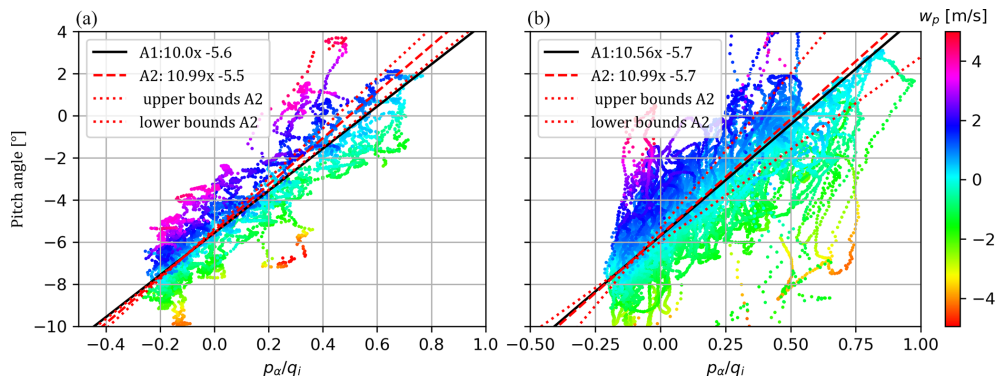 (a)
A1:10.0x -5.6
A2: 10.99x -5.5
upper bounds A2
lower bounds A2
Pitch angle [°]
4
2
0
−2
−4
−6
−8
−10
−0.4
−0.2
0.0
0.2
0.4
0.6
0.8
1.0
pα/qi
(b)
A1:10.56x -5.7
A2: 10.99x -5.7
upper bounds A2
lower bounds A2
−0.50
−0.25
0.00
0.25
0.50
0.75
1.00
pα/qi
wp [m/s]
4
2
0
−2
−4